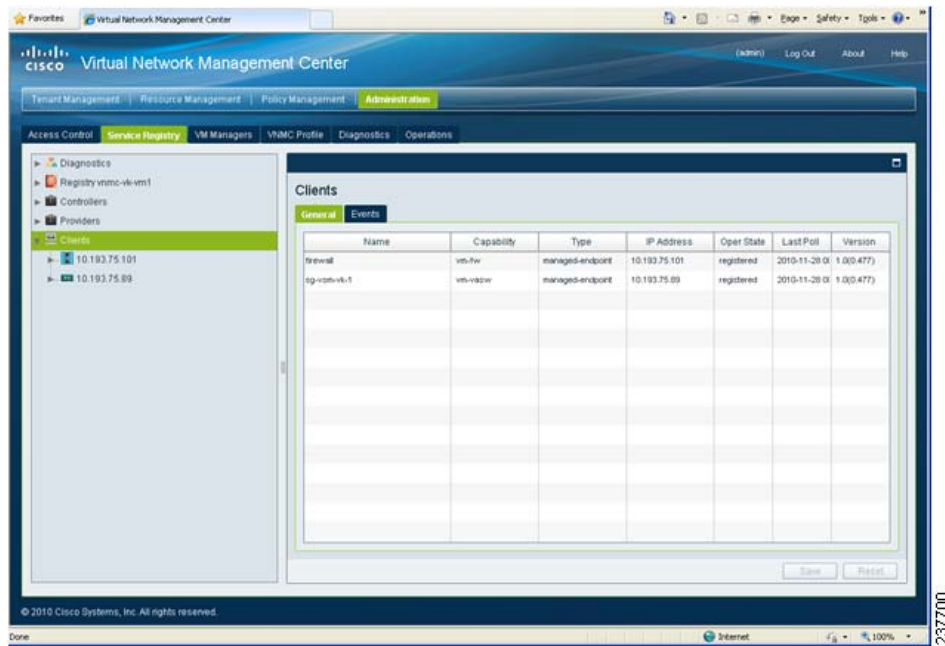 Favorites Virtual Network Management Center Page Safety Tools
cisco Virtual Network Management Center (admin) Log Out About Help
Tenant Management | Resource Management | Policy Management | Administration
Access Control Service Registry VM Managers VNMC Profile Diagnostics Operations
Diagnostics
Registry vnmc-vk-vm1
Controllers
Providers
Clients
10.193.75.101
10.193.75.89
Clients
General Events
Name Capability Type IP Address Oper State Last Poll Version
firewall vm-fw managed-endpoint 10.193.75.101 registered 2010-11-28 0 1.0(0.477)
sg-vsm-vk-1 vm-vasw managed-endpoint 10.193.75.89 registered 2010-11-28 0 1.0(0.477)
Save Reset
© 2010 Cisco Systems, Inc. All rights reserved.
Done Internet 100%
237700